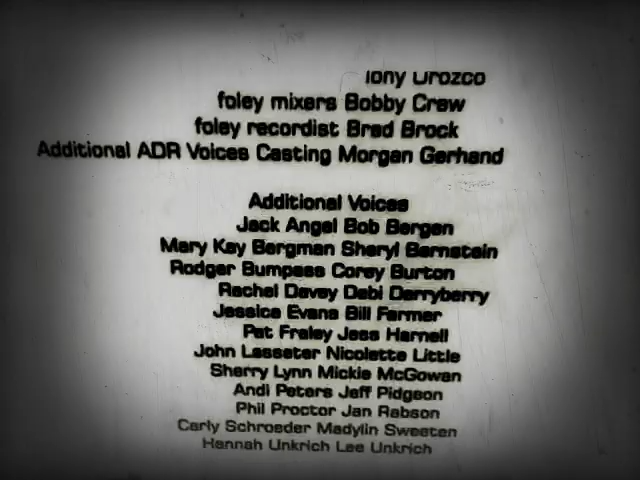 Tony Orozco
foley mixers Bobby Crew
foley recordist Brad Brock
Additional ADR Voices Casting Morgan Gerhand
Additional Voices
Jack Angel Bob Bergen
Mary Kay Bergman Sheryl Bernstein
Rodger Bumpass Corey Burton
Rachel Davey Debi Derryberry
Jessica Evans Bill Farmer
Pat Fraley Jess Harnell
John Lasseter Nicolette Little
Sherry Lynn Mickie McGowan
Andi Peters Jeff Pidgeon
Phil Proctor Jan Rabson
Carly Schroeder Madylin Sweeten
Hannah Unkrich Lee Unkrich